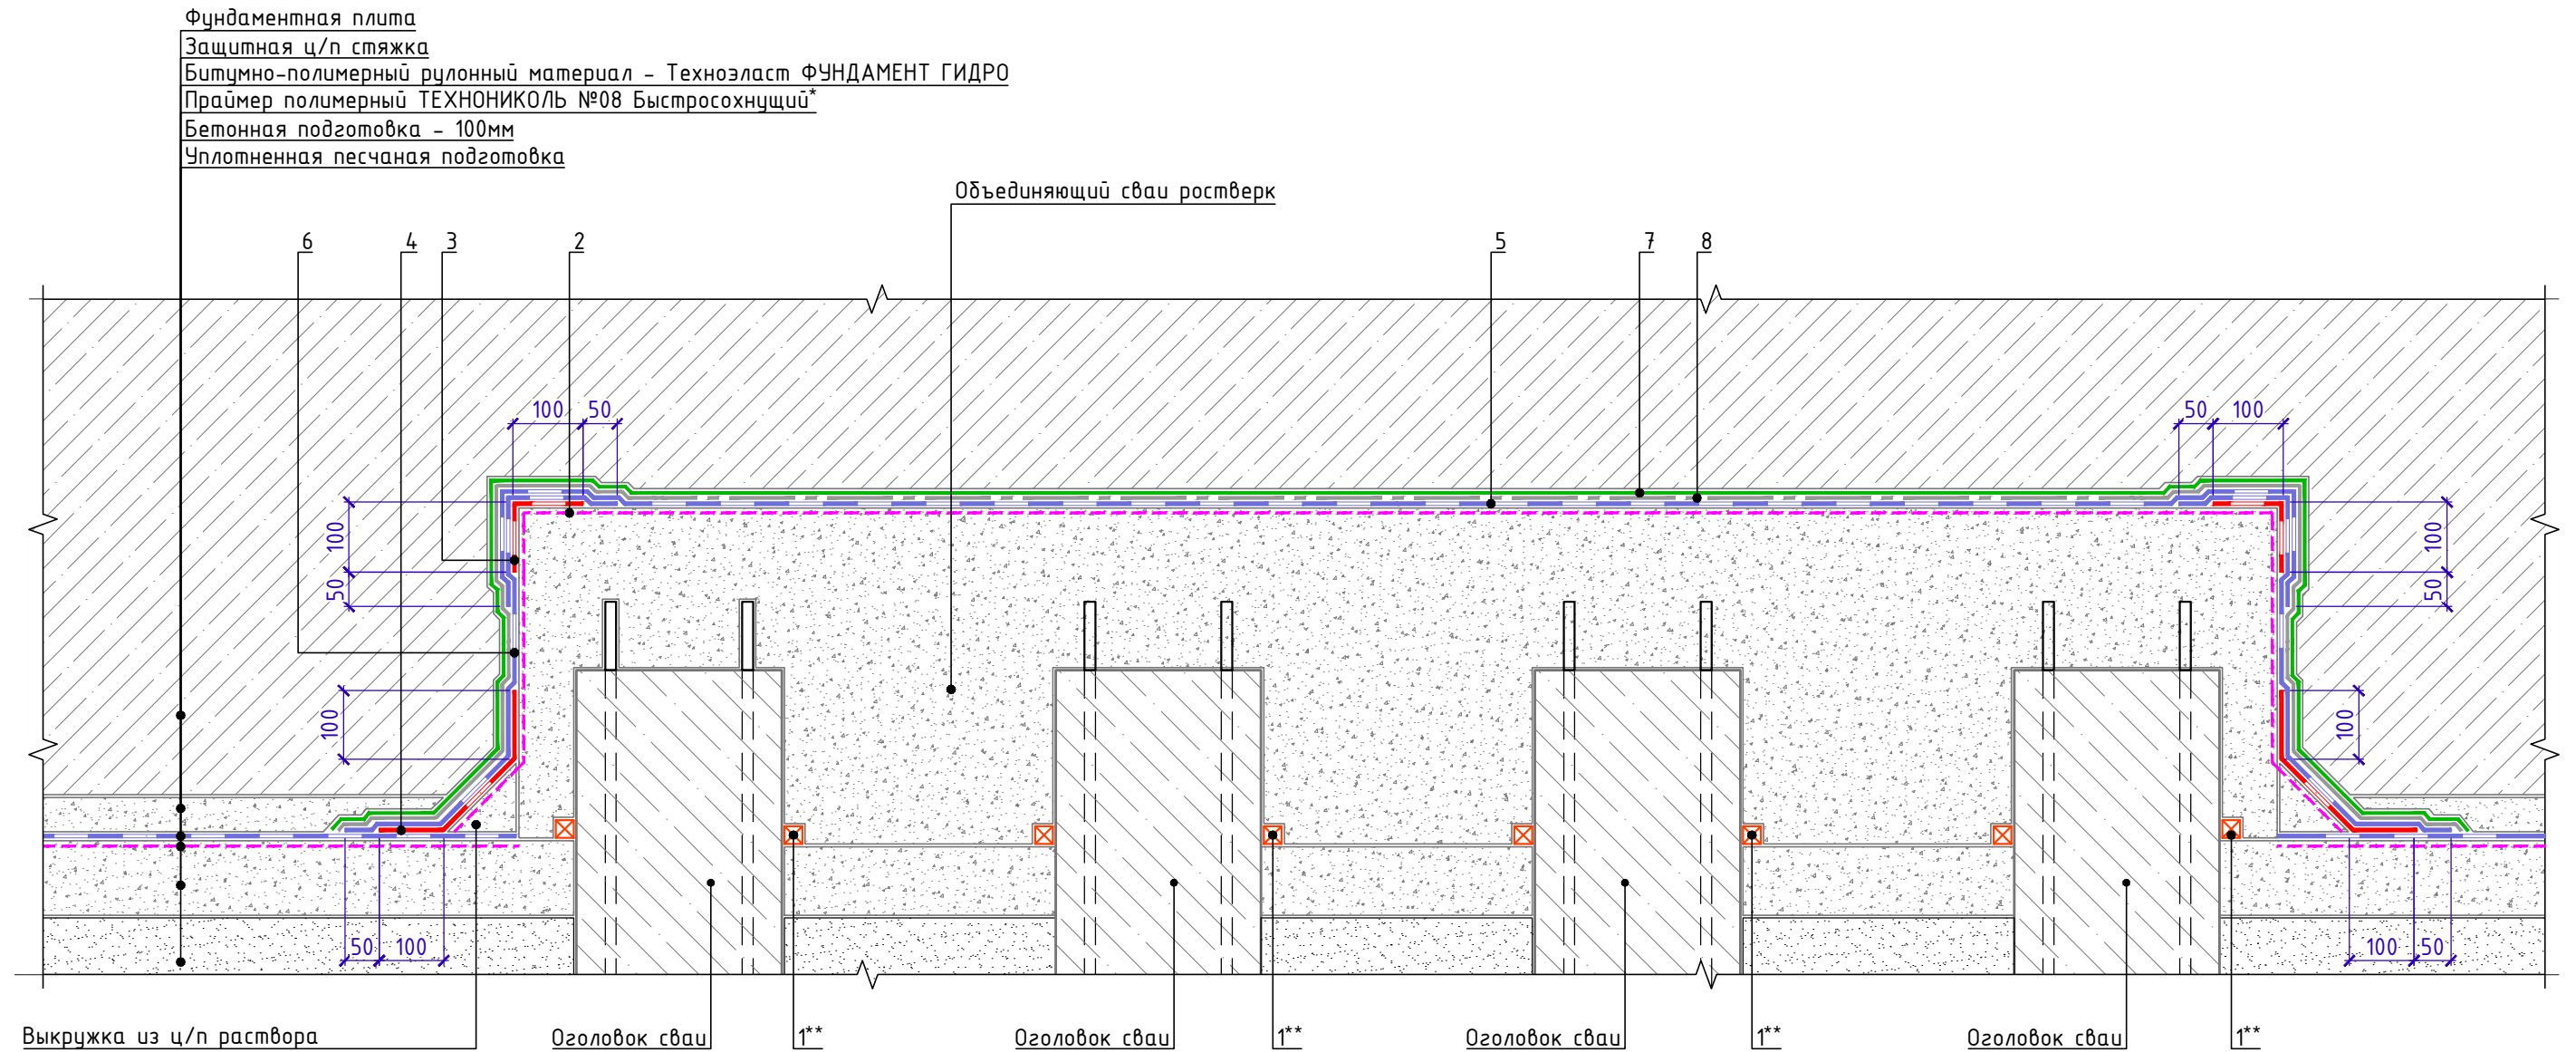 Фундаментная плита
Защитная ц/п стяжка
Битумно-полимерный рулонный материал - Техноэласт ФУНДАМЕНТ ГИДРО
Праймер полимерный ТЕХНОНИКОЛЬ №08 Быстросохнущий*
Бетонная подготовка - 100мм
Уплотненная песчаная подготовка
Объединяющий сваи ростверк
6 4 3 2 5 7 8
100 50 50 100
100 100
50 50
100 100
50 100 100 50
Выкружка из ц/п раствора Оголовок сваи 1** Оголовок сваи 1** Оголовок сваи 1** Оголовок сваи 1**